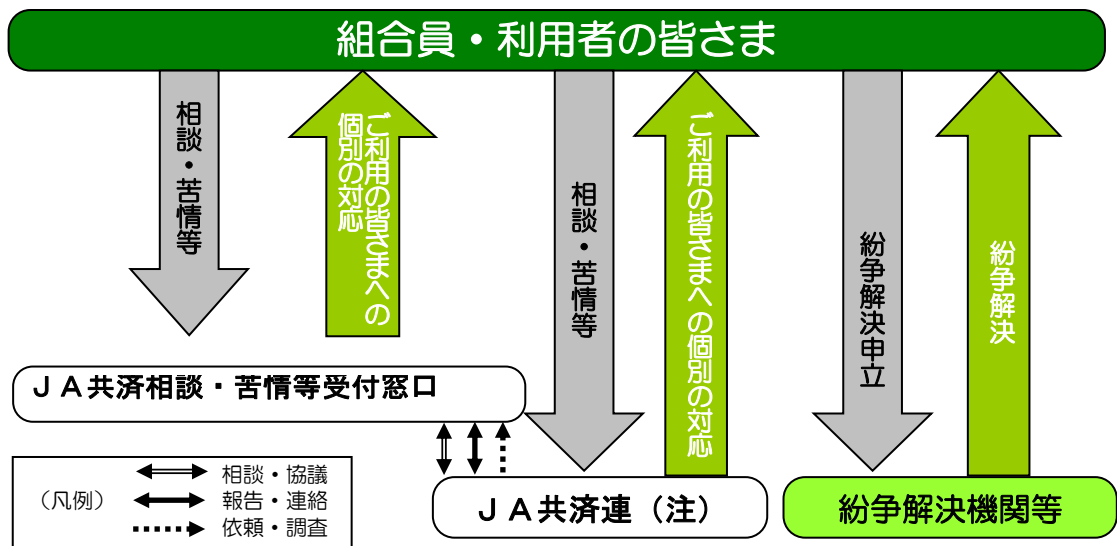 組合員・利用者の皆さま
相談・苦情等
ご利用の皆さまへの
個別の対応
相談・苦情等
ご利用の皆さまへの個別の対応
紛争解決申立
紛争解決
ＪＡ共済相談・苦情等受付窓口
ＪＡ共済連（注）
紛争解決機関等
（凡例）
相談・協議
報告・連絡
依頼・調査